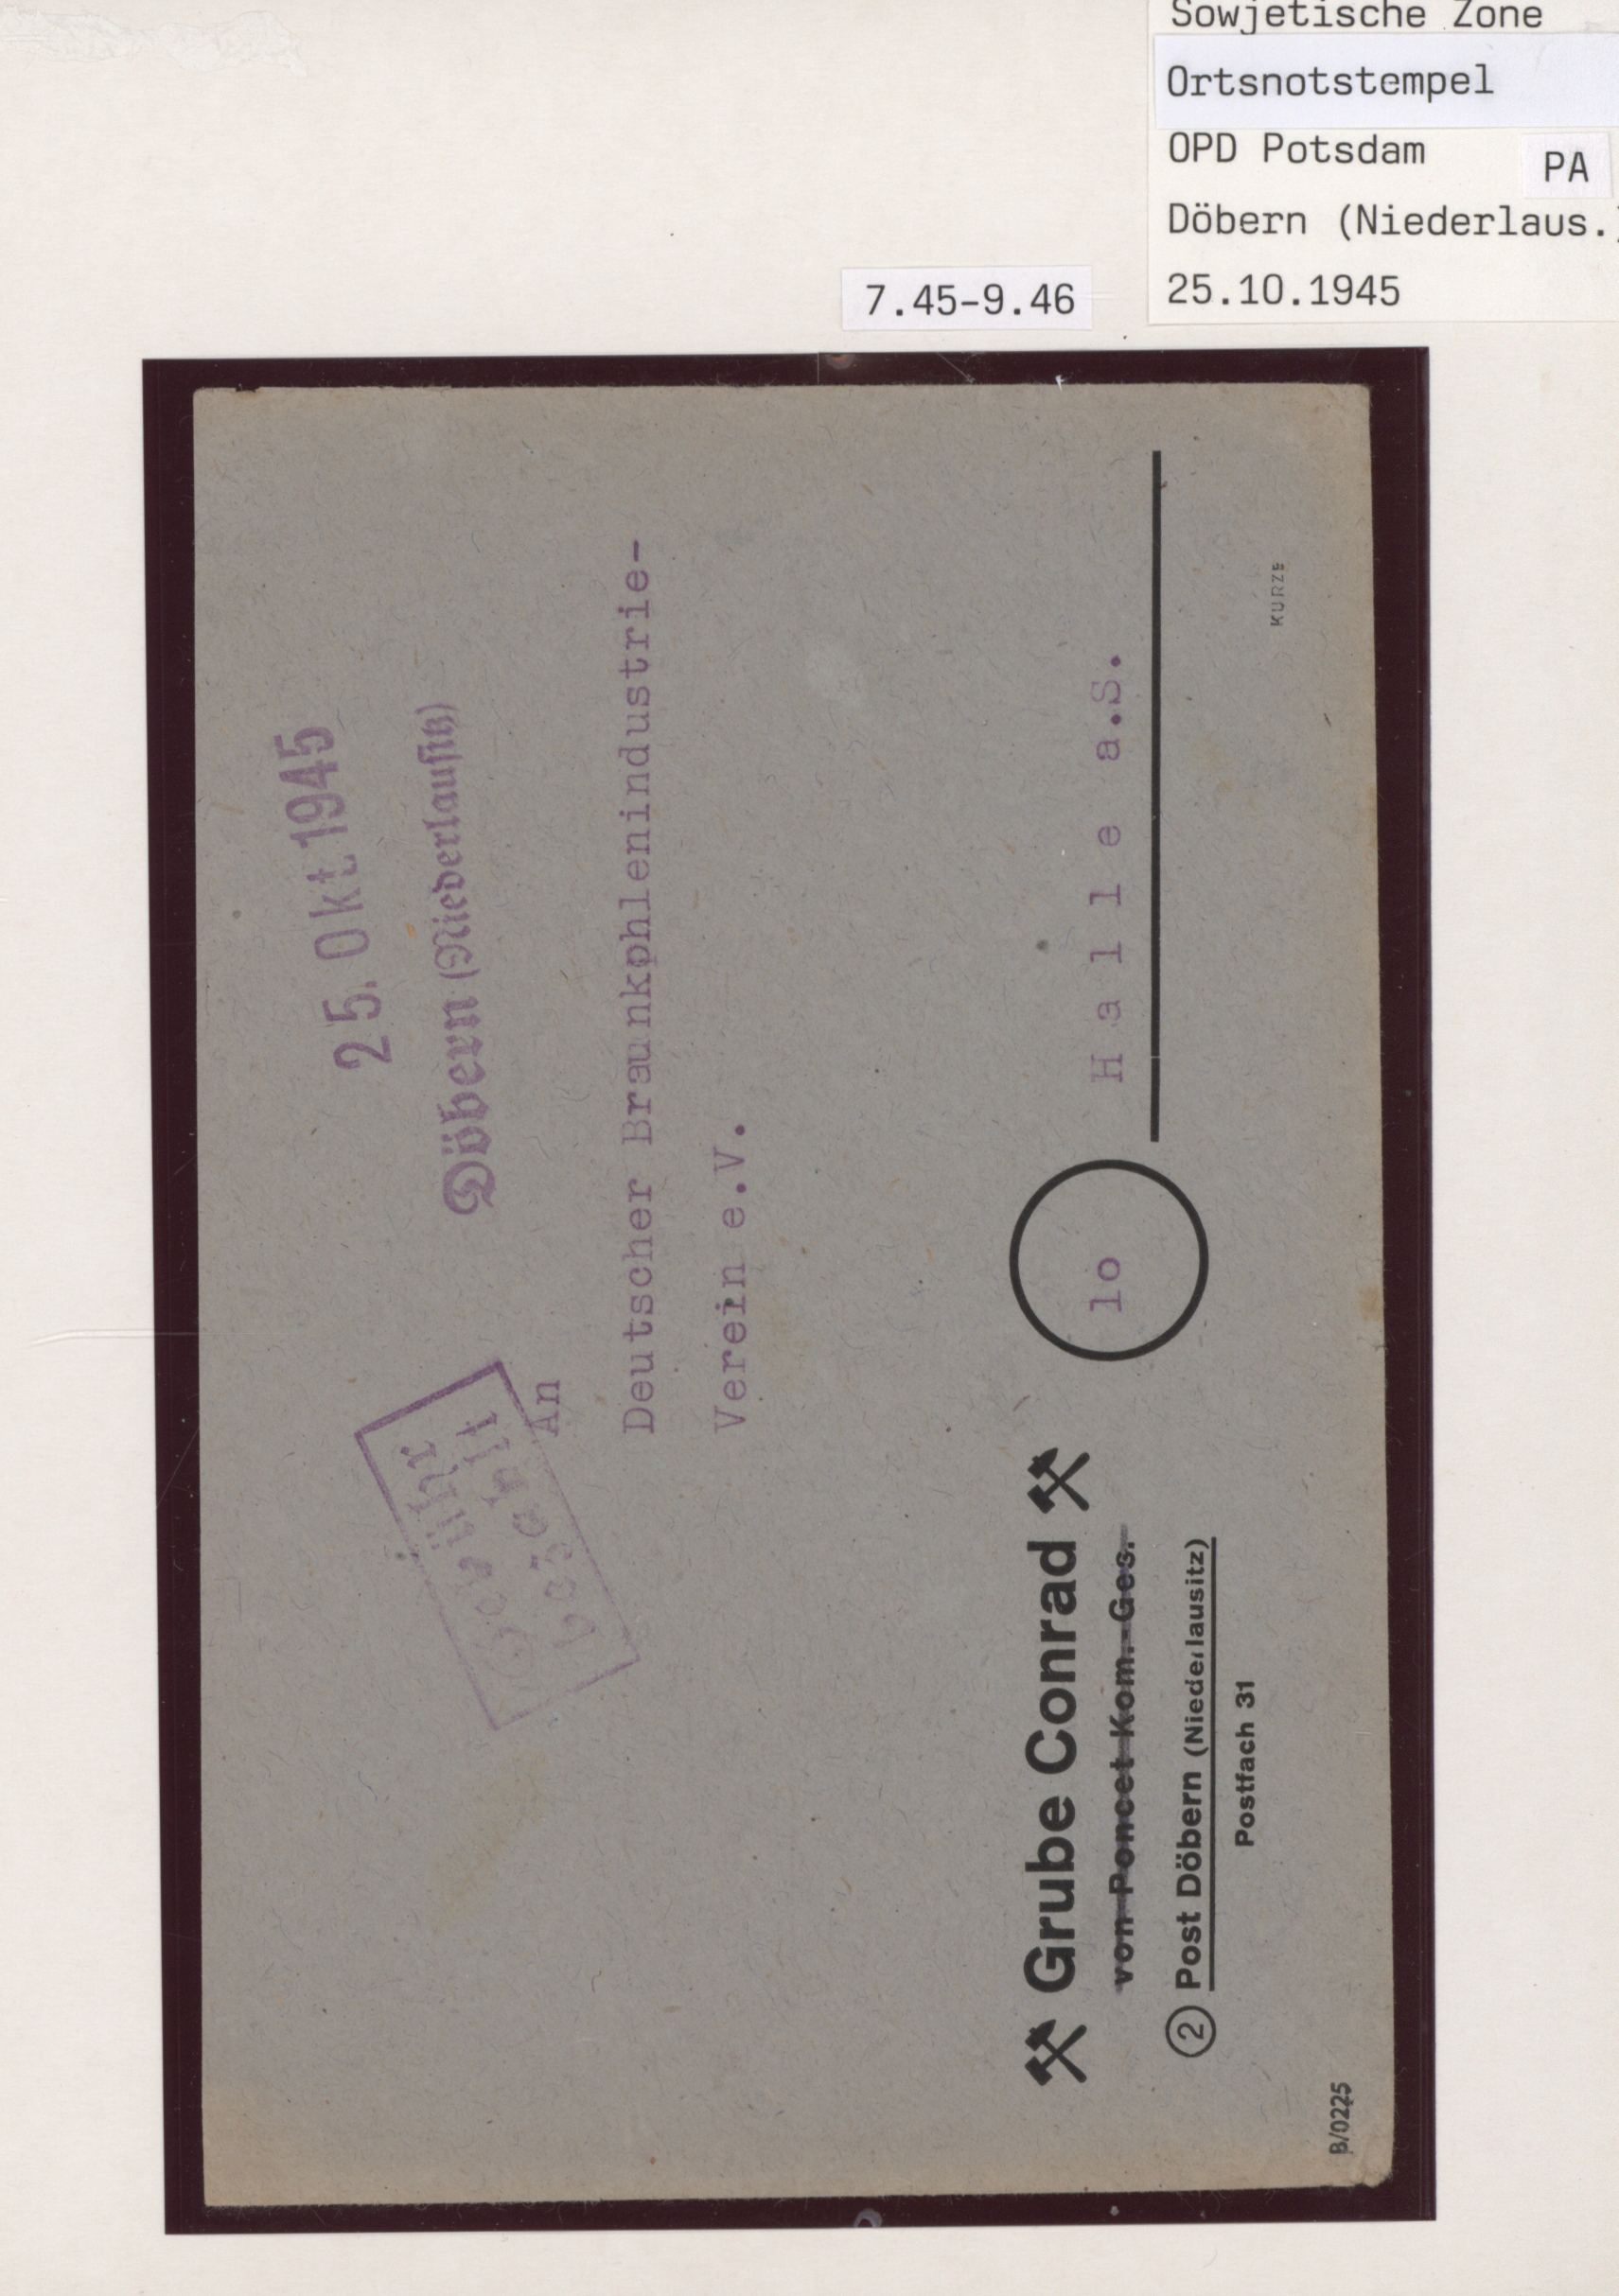 Sowjetische Zone
Ortsnotstempel
OPD Potsdam
PA
Döbern (Niederlaus.)
25.10.1945
7.45-9.46
25. Okt 1945
Döbern (Niederlausitz)
Gebühr
bezahlt
An
Deutscher Braunkohlenindustrie-
Verein e.V.
lo
Halle a.S.
Grube Conrad
von Poncet Kom.-Ges.
2 Post Döbern (Niederlausitz)
Postfach 31
KURZE
B/0225